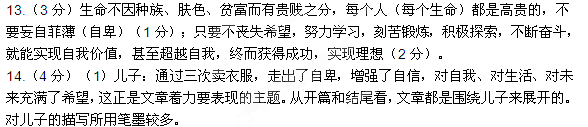 13.（3 分）生命不因种族、肤色、贫富而有贵贱之分，每个人（每个生命）都是高贵的，不
要妄自菲薄（自卑）（1 分）；只要不丧失希望，努力学习，刻苦锻炼，积极探索，不断奋斗，
就能实现自我价值，甚至超越自我，终而获得成功，实现理想（2 分）。
14.（4 分）（1）儿子：通过三次卖衣服，走出了自卑，增强了自信，对自我、对生活、对未
来充满了希望，这正是文章着力要表现的主题。从开篇和结尾看，文章都是围绕儿子来展开的。
对儿子的描写所用笔墨较多。